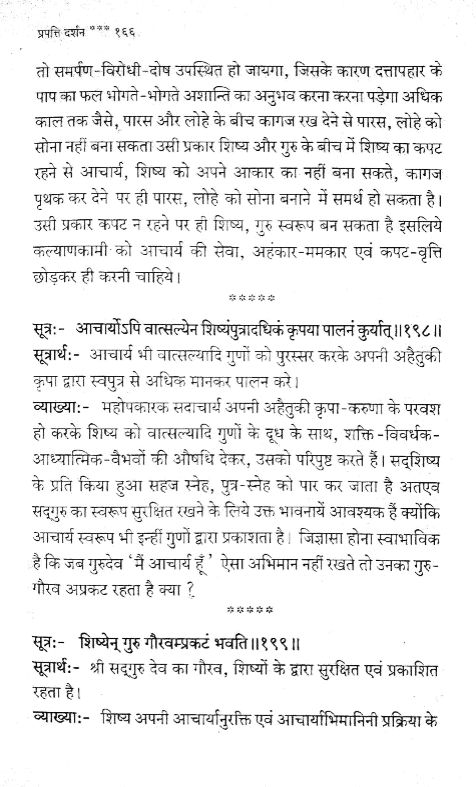 प्रपत्ति दर्शन *** १६६
तो समर्पण-विरोधी-दोष उपस्थित हो जायगा, जिसके कारण दत्तापहार के
पाप का फल भोगते-भोगते अशान्ति का अनुभव करना करना पड़ेगा अधिक
काल तक जैसे, पारस और लोहे के बीच कागज रख देने से पारस, लोहे को
सोना नहीं बना सकता उसी प्रकार शिष्य और गुरु के बीच में शिष्य का कपट
रहने से आचार्य, शिष्य को अपने आकार का नहीं बना सकते, कागज
पृथक कर देने पर ही पारस, लोहे को सोना बनाने में समर्थ हो सकता है।
उसी प्रकार कपट न रहने पर ही शिष्य, गुरु स्वरूप बन सकता है इसलिये
कल्याणकामी को आचार्य की सेवा, अहंकार-ममकार एवं कपट-वृत्ति
छोड़कर ही करनी चाहिये।
*****
सूत्र:- आचार्योऽपि वात्सल्येन शिष्यंपुत्रादधिकं कृपया पालनं कुर्यात्॥१९८॥
सूत्रार्थ:- आचार्य भी वात्सल्यादि गुणों को पुरस्सर करके अपनी अहैतुकी
कृपा द्वारा स्वपुत्र से अधिक मानकर पालन करे।
व्याख्या:- महोपकारक सदाचार्य अपनी अहैतुकी कृपा-करुणा के परवश
हो करके शिष्य को वात्सल्यादि गुणों के दूध के साथ, शक्ति-विवर्धक-
आध्यात्मिक-वैभवों की औषधि देकर, उसको परिपुष्ट करते हैं। सद्शिष्य
के प्रति किया हुआ सहज स्नेह, पुत्र-स्नेह को पार कर जाता है अतएव
सद्गुरु का स्वरूप सुरक्षित रखने के लिये उक्त भावनायें आवश्यक हैं क्योंकि
आचार्य स्वरूप भी इन्हीं गुणों द्वारा प्रकाशता है। जिज्ञासा होना स्वाभाविक
है कि जब गुरुदेव 'मैं आचार्य हूँ' ऐसा अभिमान नहीं रखते तो उनका गुरु-
गौरव अप्रकट रहता है क्या ?
*****
सूत्र:- शिष्येन् गुरु गौरवम्प्रकटं भवति॥१९९॥
सूत्रार्थ:- श्री सद्गुरु देव का गौरव, शिष्यों के द्वारा सुरक्षित एवं प्रकाशित
रहता है।
व्याख्या:- शिष्य अपनी आचार्यानुरक्ति एवं आचार्याभिमानिनी प्रक्रिया के